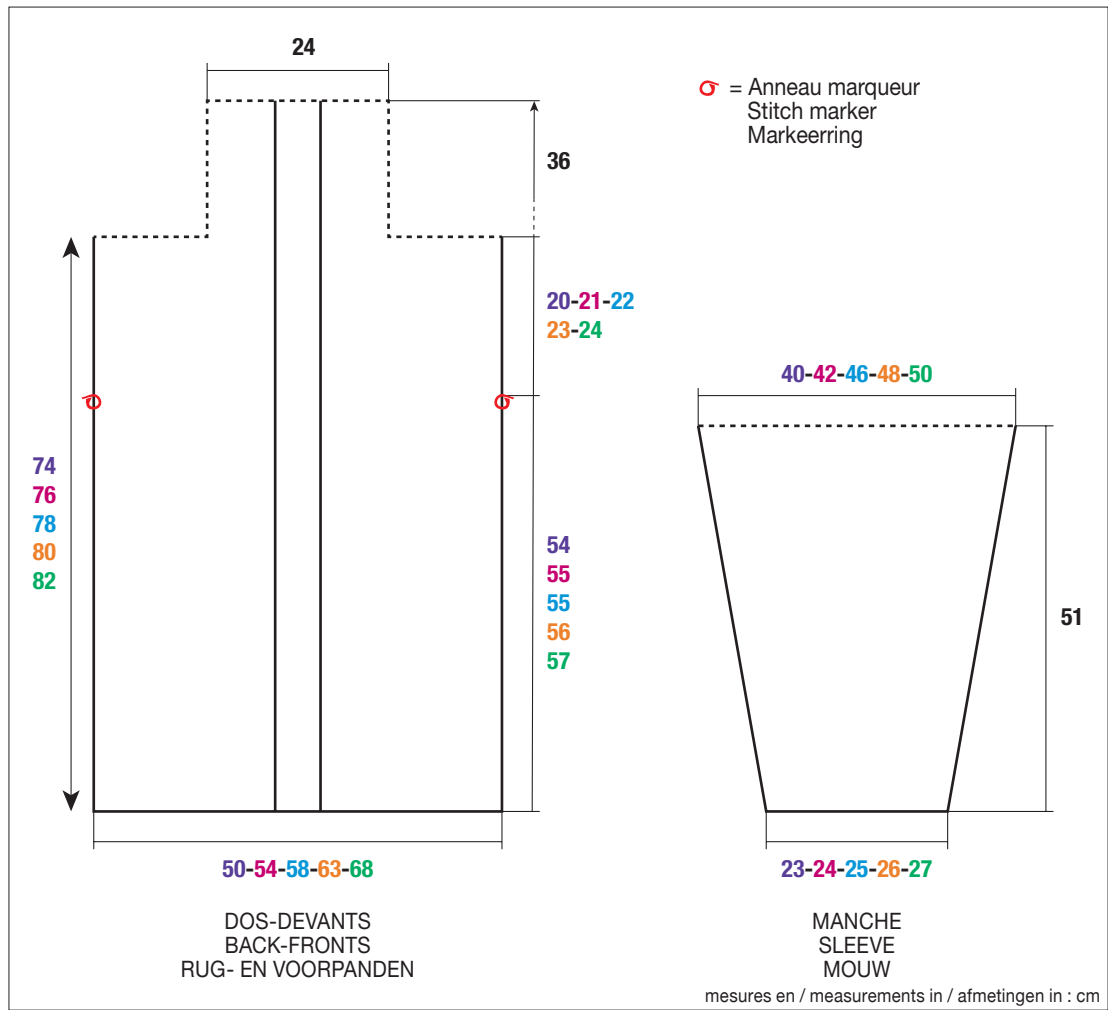 24
= Anneau marqueur
Stitch marker
Markeerring
36
20-21-22
23-24
74
76
78
80
82
54
55
55
56
57
50-54-58-63-68
DOS-DEVANTS
BACK-FRONTS
RUG- EN VOORPANDEN
40-42-46-48-50
51
23-24-25-26-27
MANCHE
SLEEVE
MOUW
mesures en / measurements in / afmetingen in : cm